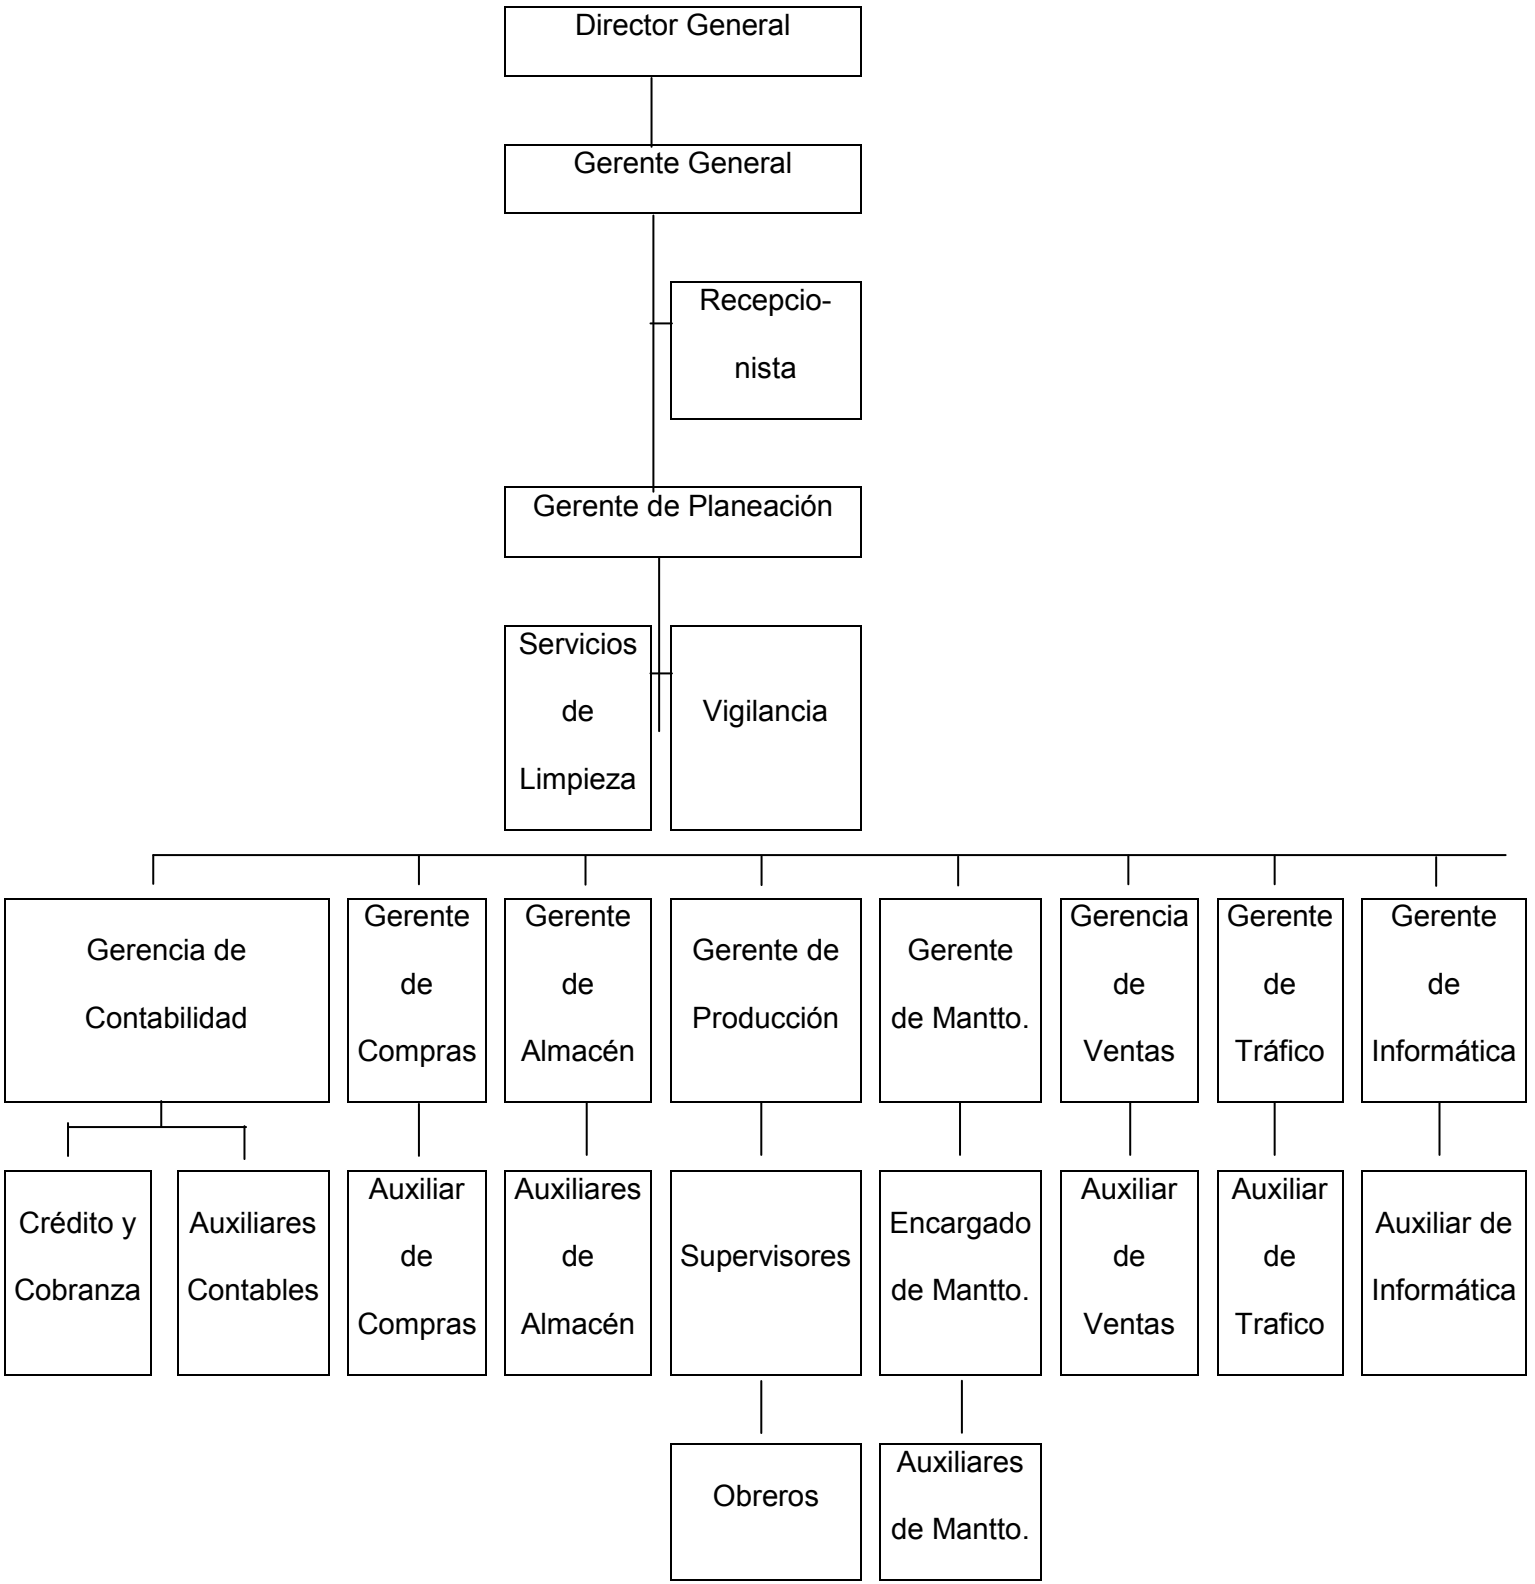 Director General
Gerente General
Recepcio-
nista
Gerente de Planeación
Servicios
de
Limpieza
Vigilancia
Gerencia de
Contabilidad
Gerente
de
Compras
Gerente
de
Almacén
Gerente de
Producción
Gerente
de Mantto.
Gerencia
de
Ventas
Gerente
de
Tráfico
Gerente
de
Informática
Crédito y
Cobranza
Auxiliares
Contables
Auxiliar
de
Compras
Auxiliares
de
Almacén
Supervisores
Encargado
de Mantto.
Auxiliar
de
Ventas
Auxiliar
de
Trafico
Auxiliar de
Informática
Obreros
Auxiliares
de Mantto.